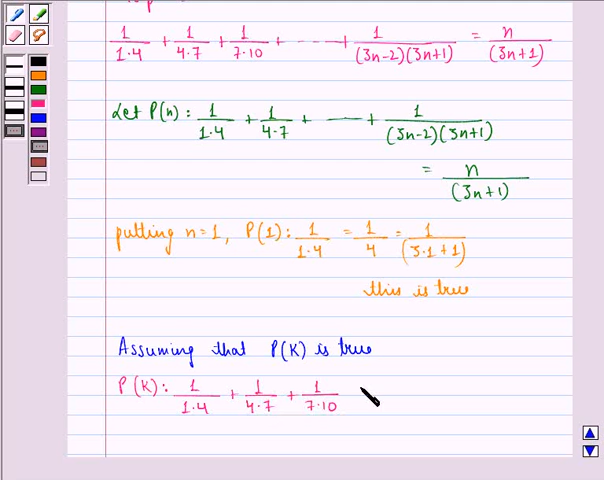 1/1·4 + 1/4·7 + 1/7·10 + ------ + 1/(3n-2)(3n+1) = n/(3n+1)
Let P(n): 1/1·4 + 1/4·7 + —— + 1/(3n-2)(3n+1)
= n/(3n+1)
putting n=1, P(1): 1/1·4 = 1/4 = 1/(3·1+1)
this is true
Assuming that P(K) is true
P(K): 1/1·4 + 1/4·7 + 1/7·10